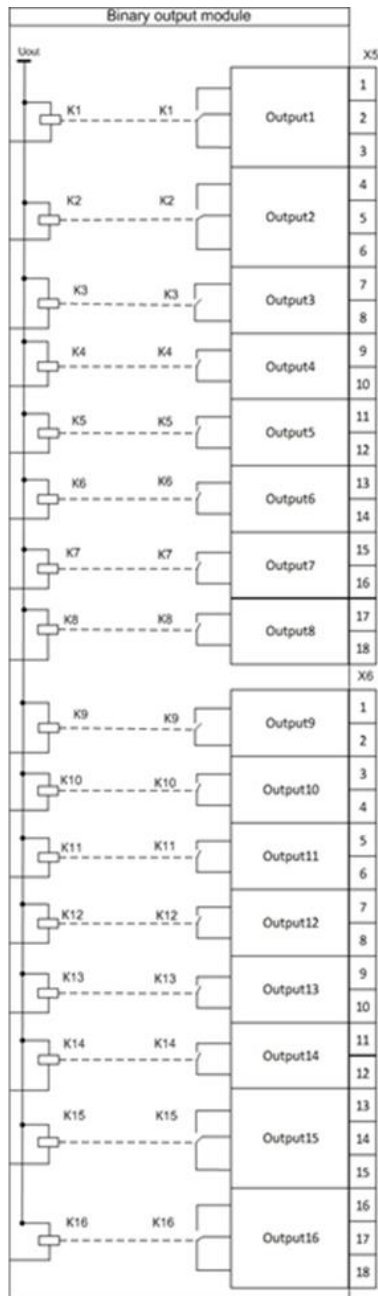 Binary output module
Uout
X5
K1 K1 Output1 1
2
3
K2 K2 Output2 4
5
6
K3 K3 Output3 7
8
K4 K4 Output4 9
10
K5 K5 Output5 11
12
K6 K6 Output6 13
14
K7 K7 Output7 15
16
K8 K8 Output8 17
18
X6
K9 K9 Output9 1
2
K10 K10 Output10 3
4
K11 K11 Output11 5
6
K12 K12 Output12 7
8
K13 K13 Output13 9
10
K14 K14 Output14 11
12
K15 K15 Output15 13
14
15
K16 K16 Output16 16
17
18